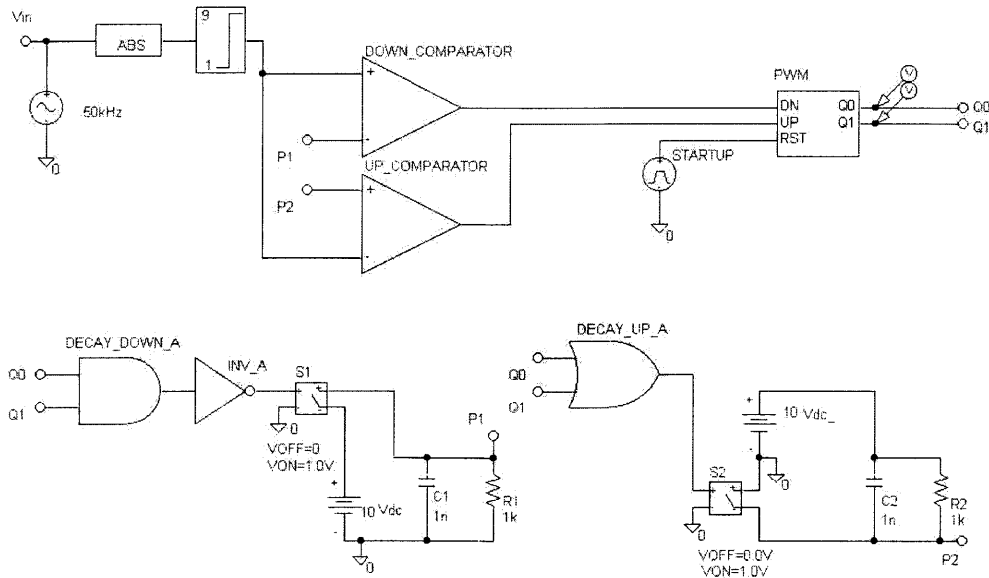 Vin
ABS
9
1
50kHz
0
DOWN_COMPARATOR
+
-
P1
UP_COMPARATOR
P2
+
-
PWM
DN
UP
RST
Q0
Q1
V
V
Q0
Q1
STARTUP
0
DECAY_DOWN_A
Q0
Q1
INV_A
S1
+
+
-
0
VOFF=0
VON=1.0V
+
10 Vdc
-
0
C1
1n
P1
R1
1k
DECAY_UP_A
Q0
Q1
+
10 Vdc_
-
0
S2
+
+
-
0
VOFF=0.0V
VON=1.0V
C2
1n
R2
1k
P2